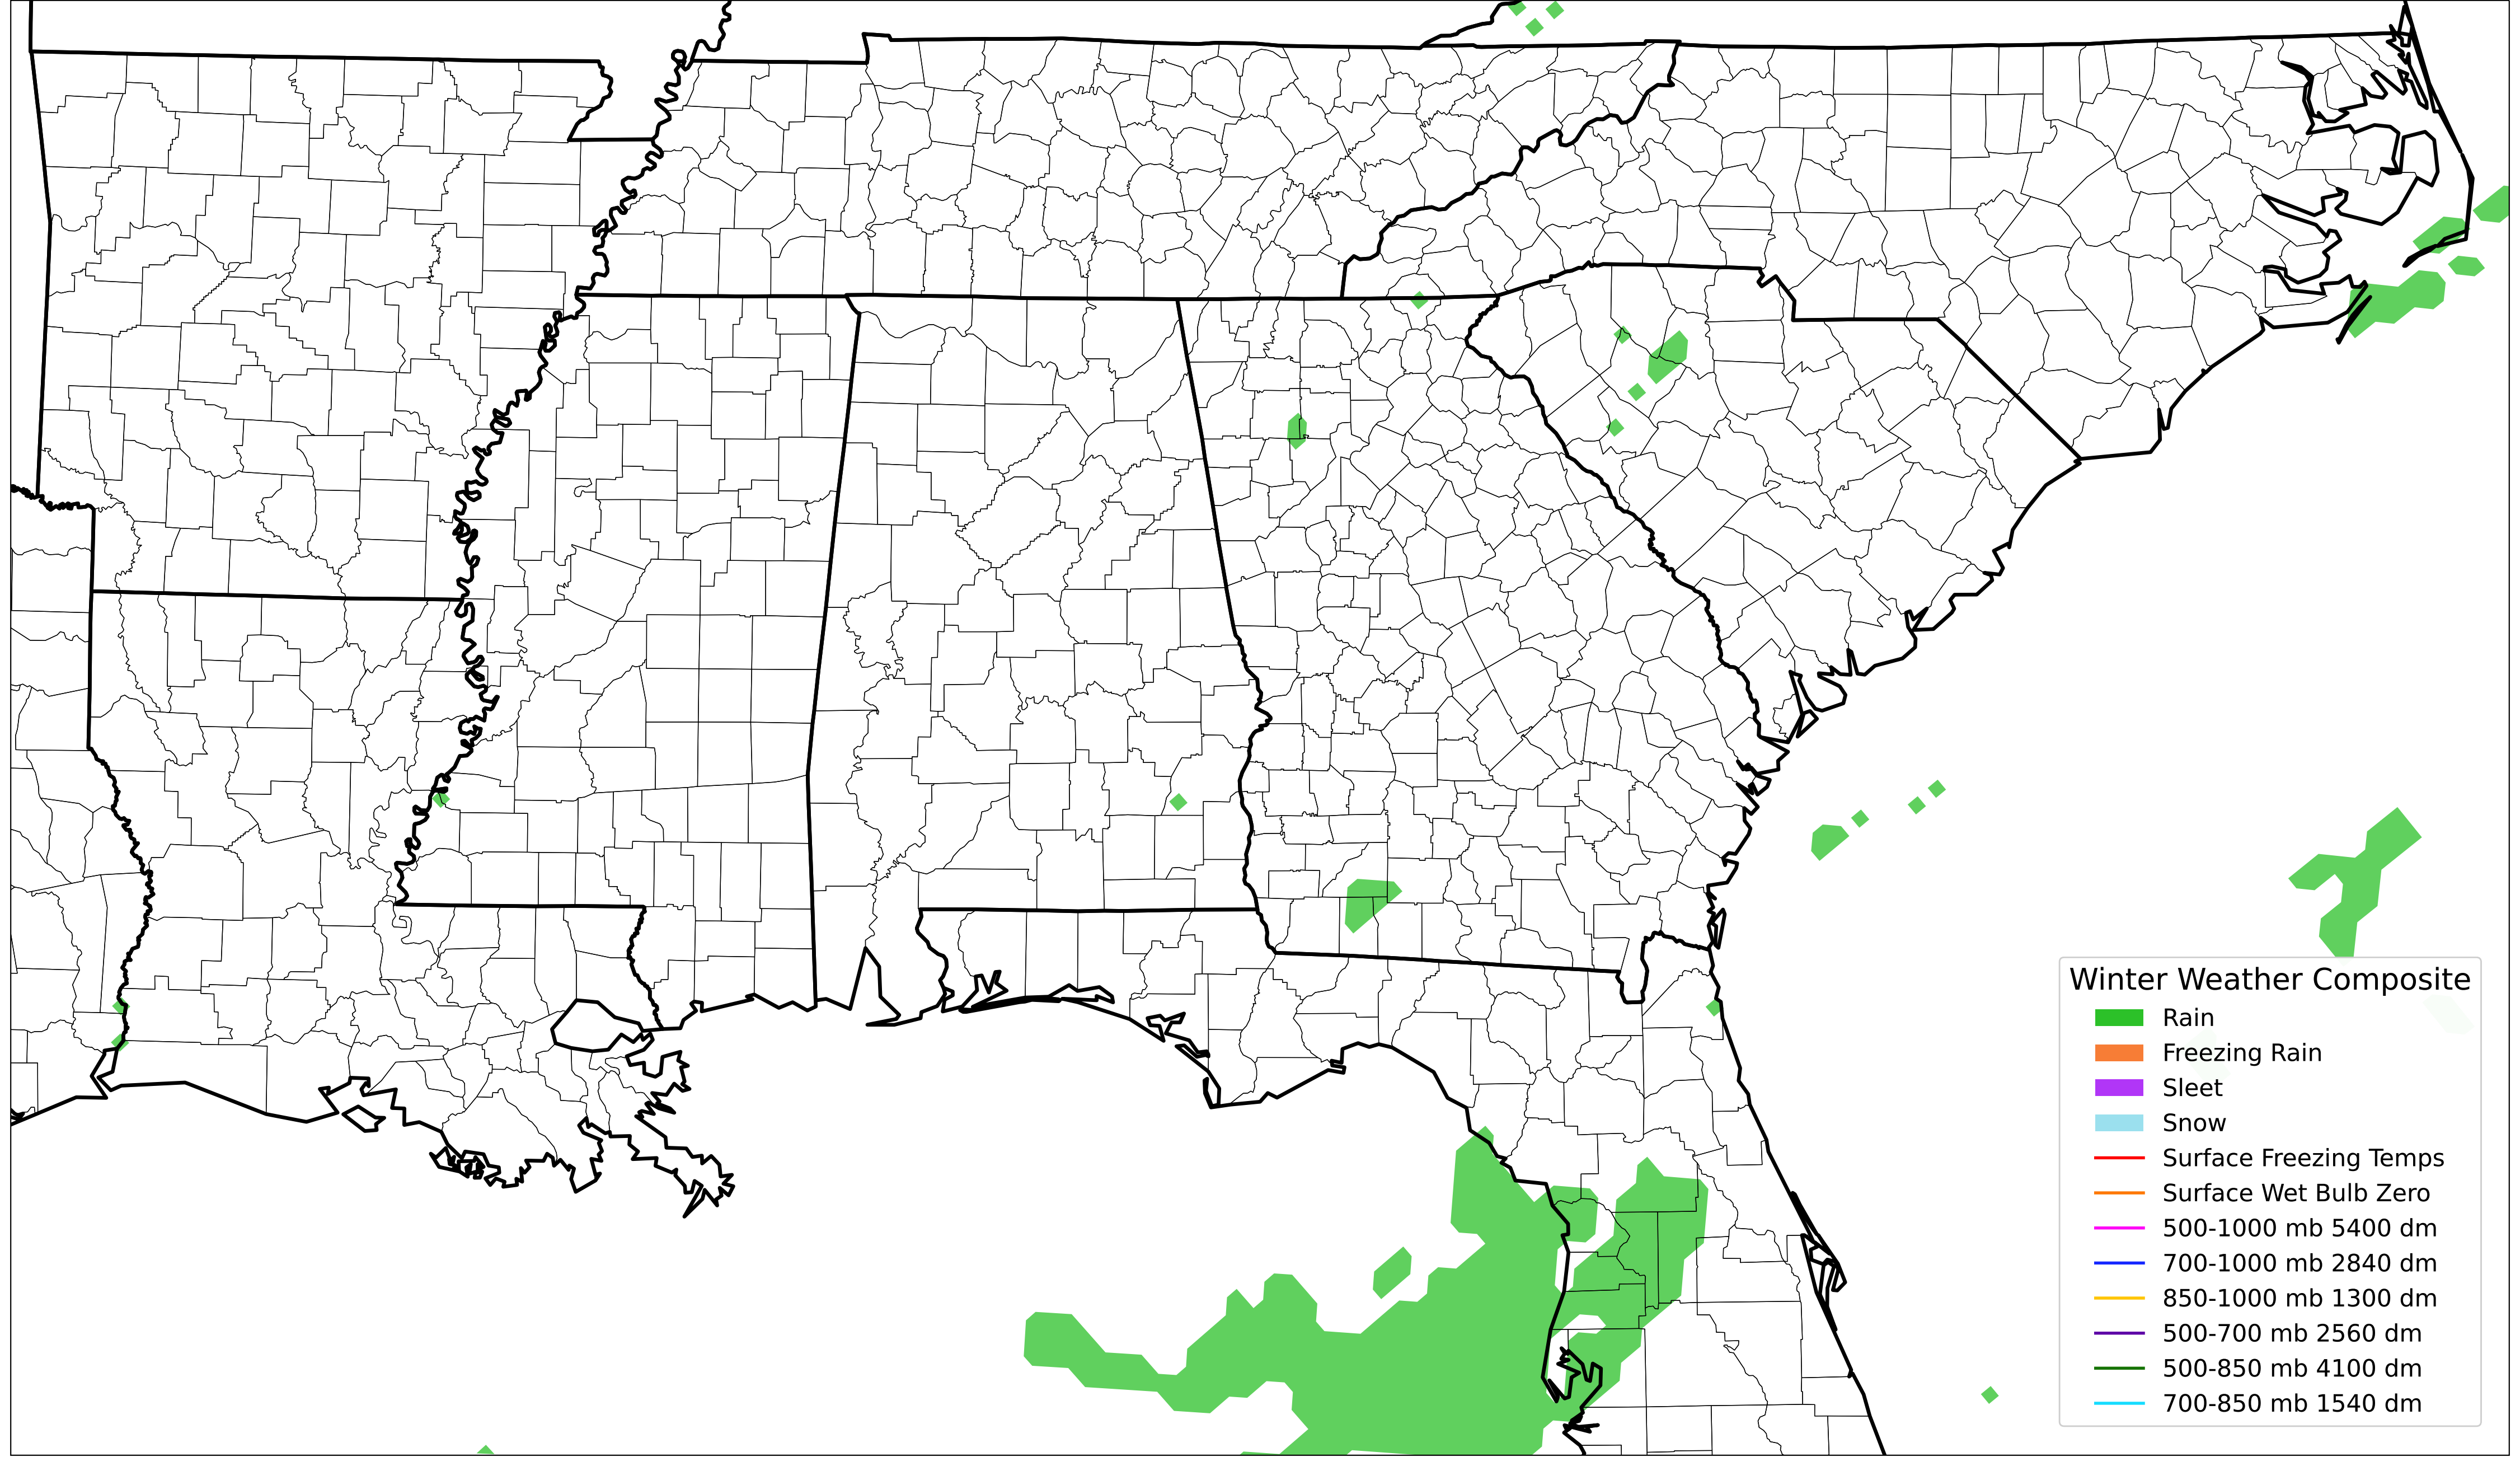 Winter Weather Composite
Rain
Freezing Rain
Sleet
Snow
Surface Freezing Temps
Surface Wet Bulb Zero
500-1000 mb 5400 dm
700-1000 mb 2840 dm
850-1000 mb 1300 dm
500-700 mb 2560 dm
500-850 mb 4100 dm
700-850 mb 1540 dm